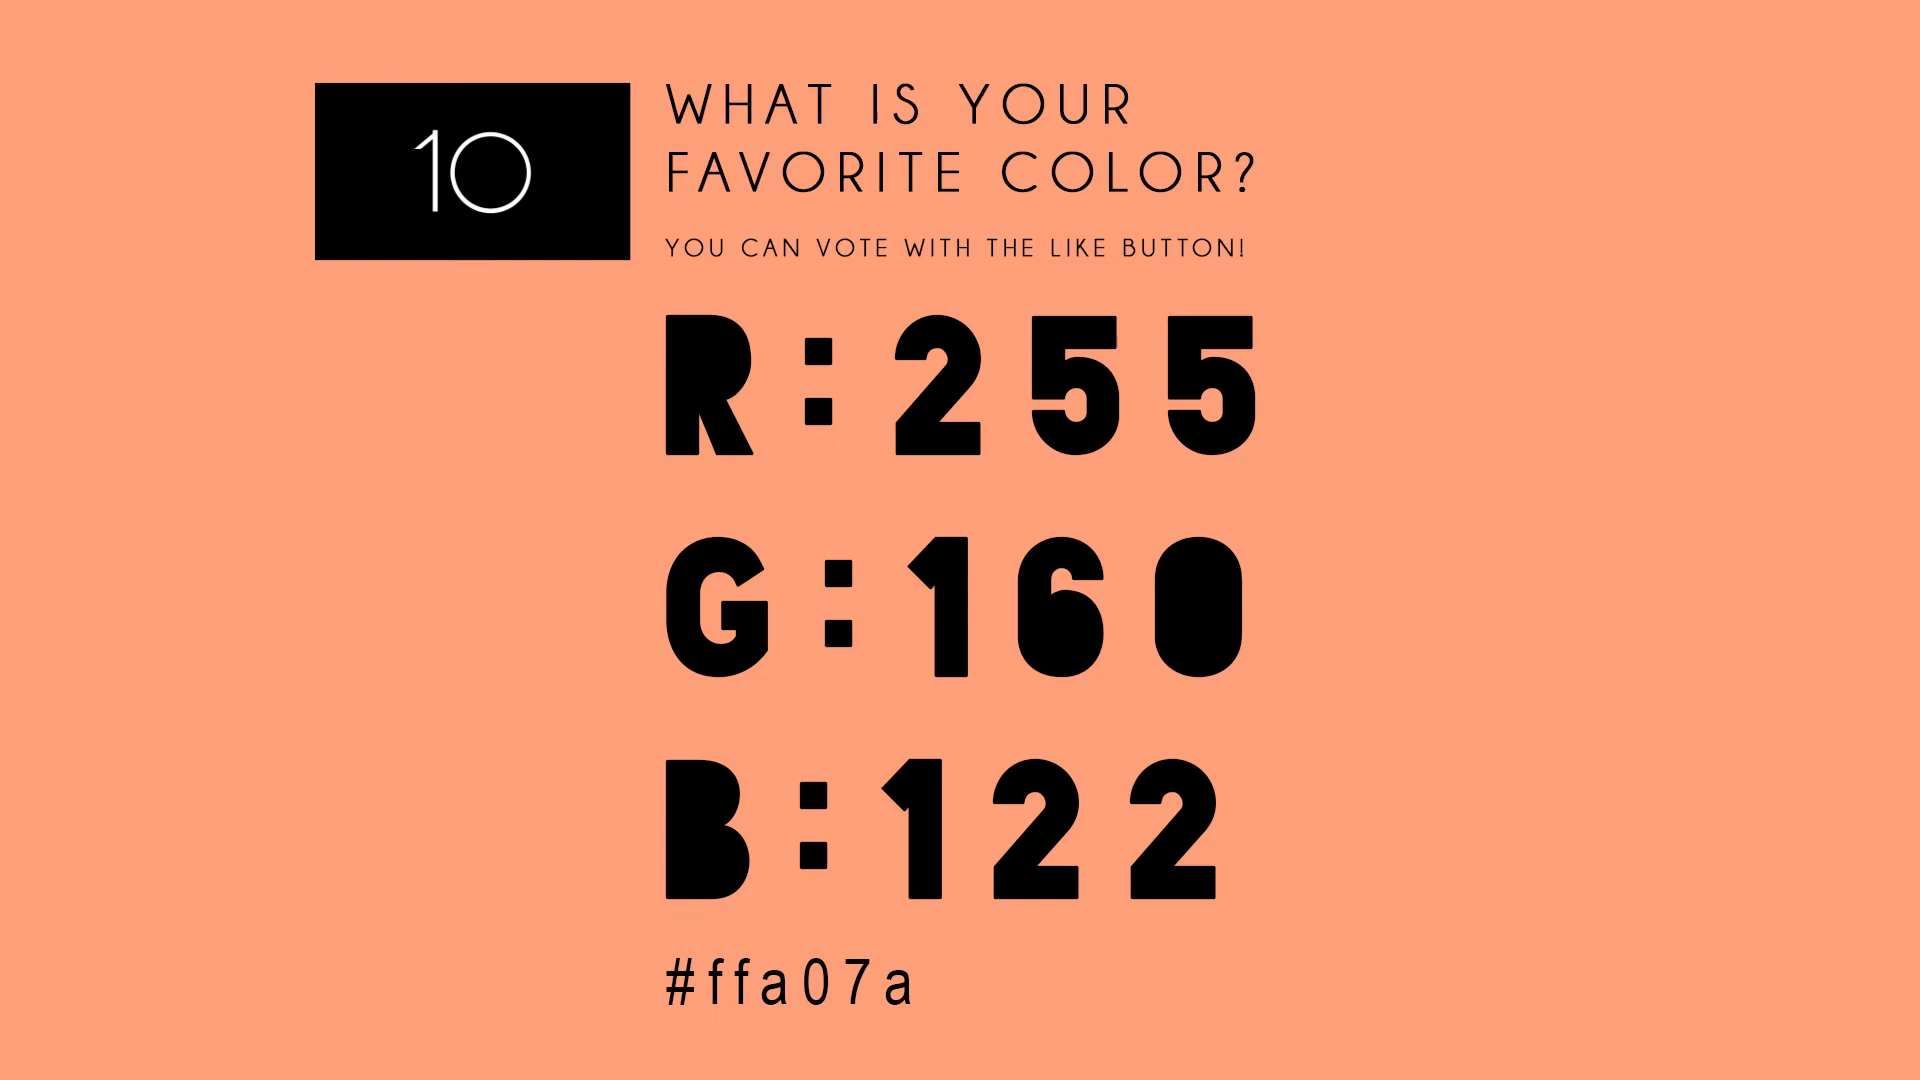 10
WHAT IS YOUR
FAVORITE COLOR?
YOU CAN VOTE WITH THE LIKE BUTTON!
R:255
G:160
B:122
#ffa07a